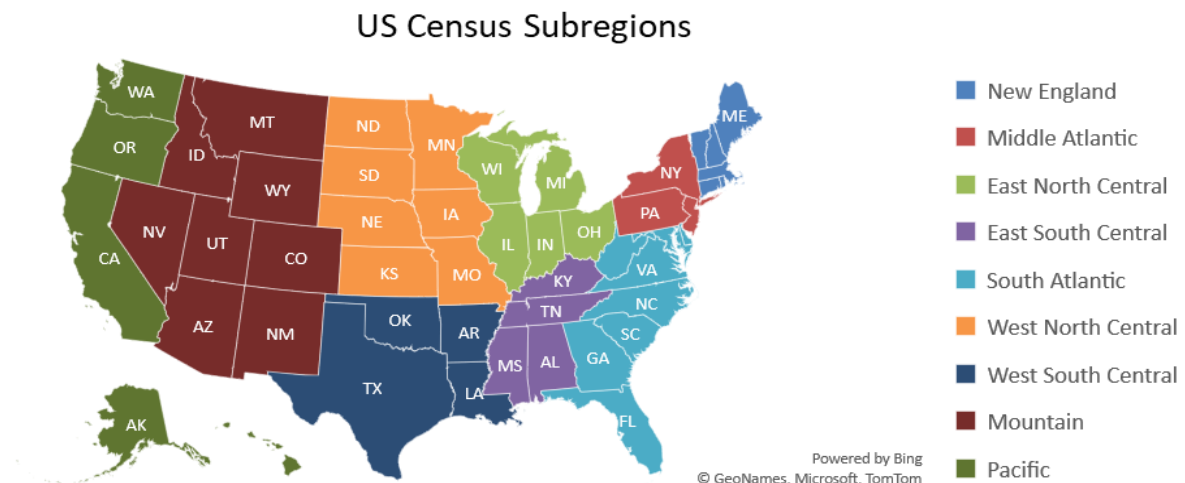 US Census Subregions
WA
OR
CA
AK
MT
ID
WY
NV
UT
CO
AZ
NM
ND
SD
NE
KS
MN
IA
MO
OK
TX
AR
LA
WI
MI
IL
IN
OH
KY
TN
MS
AL
NY
PA
ME
VA
NC
SC
GA
FL
New England
Middle Atlantic
East North Central
East South Central
South Atlantic
West North Central
West South Central
Mountain
Pacific
Powered by Bing
© GeoNames, Microsoft, TomTom